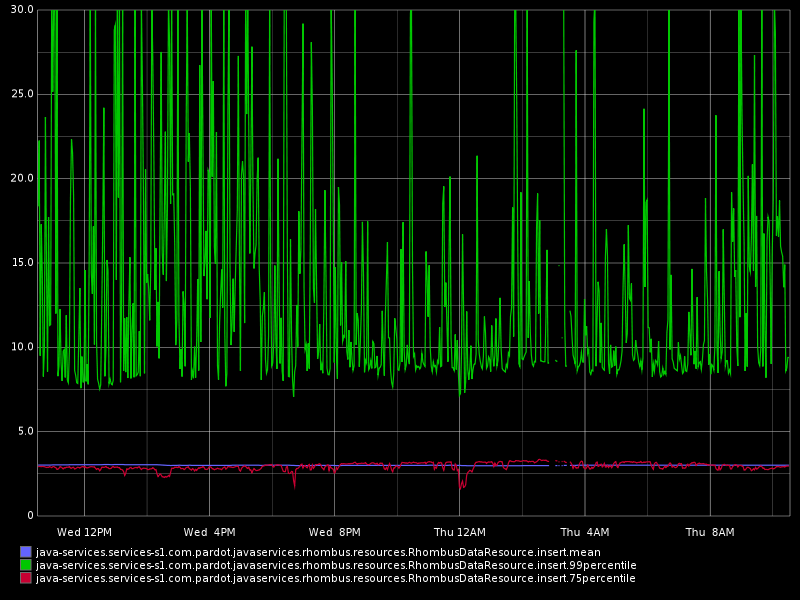 30.0
25.0
20.0
15.0
10.0
5.0
0
Wed 12PM Wed 4PM Wed 8PM Thu 12AM Thu 4AM Thu 8AM
java-services.services-s1.com.pardot.javaservices.rhombus.resources.RhombusDataResource.insert.mean
java-services.services-s1.com.pardot.javaservices.rhombus.resources.RhombusDataResource.insert.99percentile
java-services.services-s1.com.pardot.javaservices.rhombus.resources.RhombusDataResource.insert.75percentile